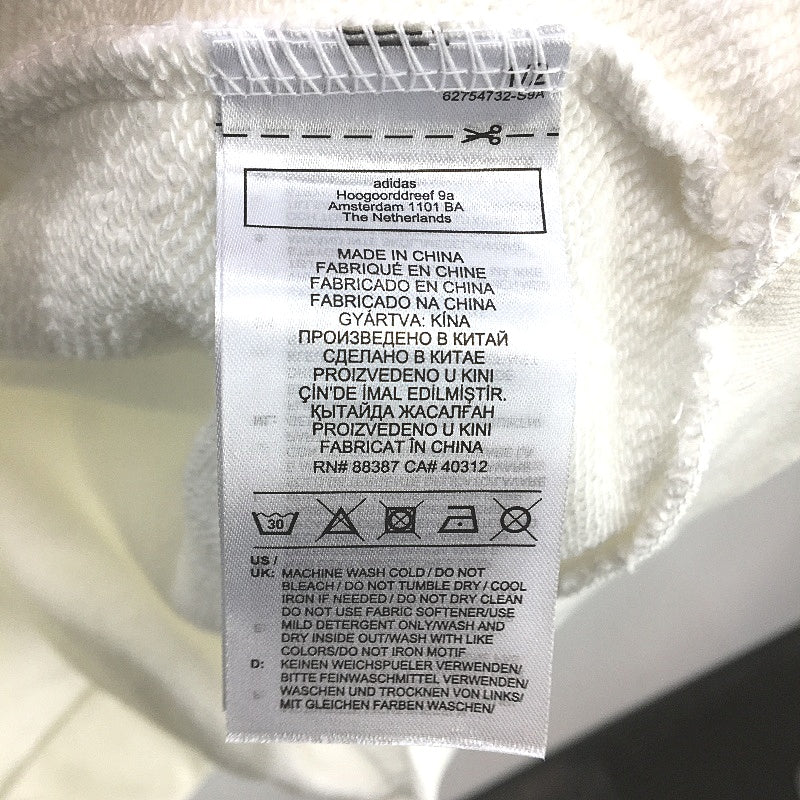 1/2
62754732-S9A
adidas
Hoogoorddreef 9a
Amsterdam 1101 BA
The Netherlands
MADE IN CHINA
FABRIQUÉ EN CHINE
FABRICADO EN CHINA
FABRICADO NA CHINA
GYÁRTVA: KÍNA
ПРОИЗВЕДЕНО В КИТАЙ
СДЕЛАНО В КИТАЕ
PROIZVEDENO U KINI
ÇİN'DE İMAL EDİLMİŞTİR.
ҚЫТАЙДА ЖАСАЛҒАН
PROIZVEDENO U KINI
FABRICAT ÎN CHINA
RN# 88387 CA# 40312
30
US /
UK: MACHINE WASH COLD / DO NOT
BLEACH / DO NOT TUMBLE DRY / COOL
IRON IF NEEDED / DO NOT DRY CLEAN
DO NOT USE FABRIC SOFTENER/USE
MILD DETERGENT ONLY/WASH AND
DRY INSIDE OUT/WASH WITH LIKE
COLORS/DO NOT IRON MOTIF
D: KEINEN WEICHSPUELER VERWENDEN/
BITTE FEINWASCHMITTEL VERWENDEN/
WASCHEN UND TROCKNEN VON LINKS/
MIT GLEICHEN FARBEN WASCHEN/